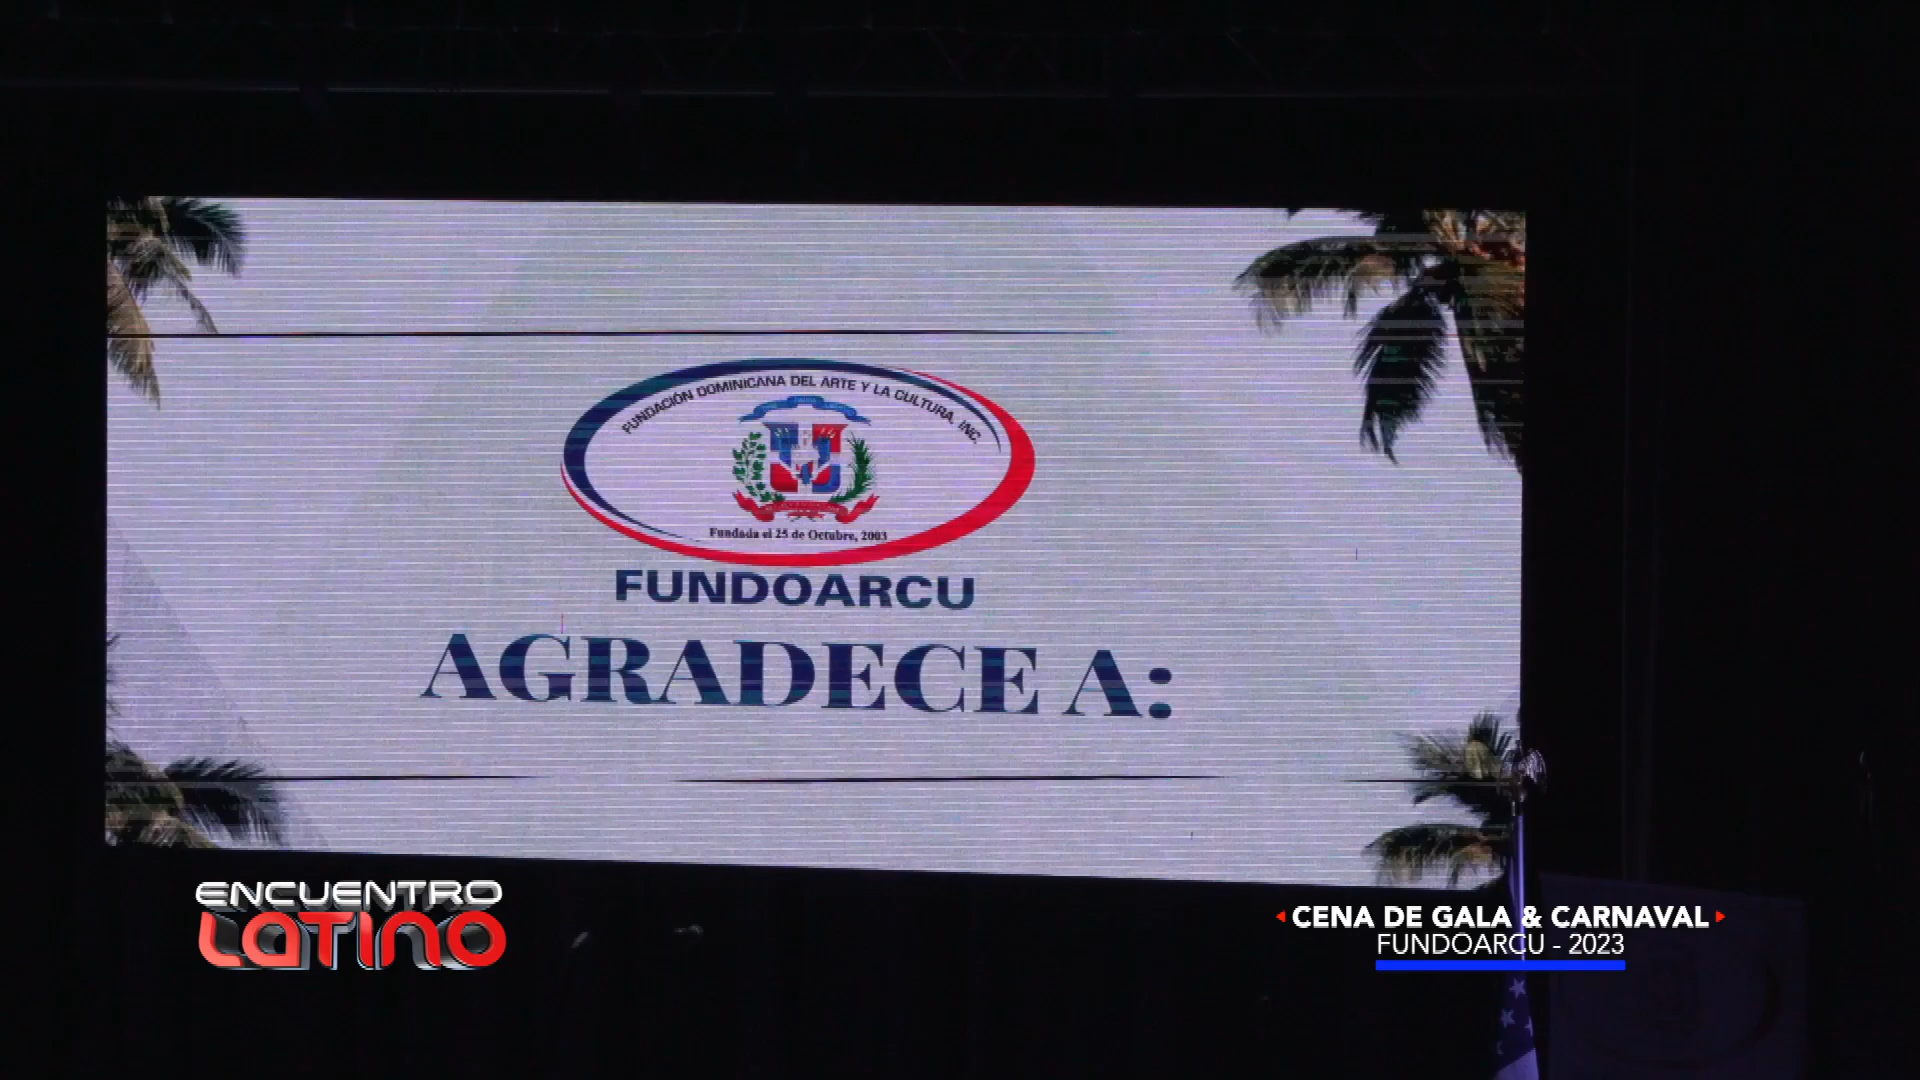 FUNDACIÓN DOMINICANA DEL ARTE Y LA CULTURA, INC.
Fundada el 25 de Octubre, 2003
FUNDOARCU
AGRADECE A:
ENCUENTRO
LATINO
CENA DE GALA & CARNAVAL
FUNDOARCU - 2023